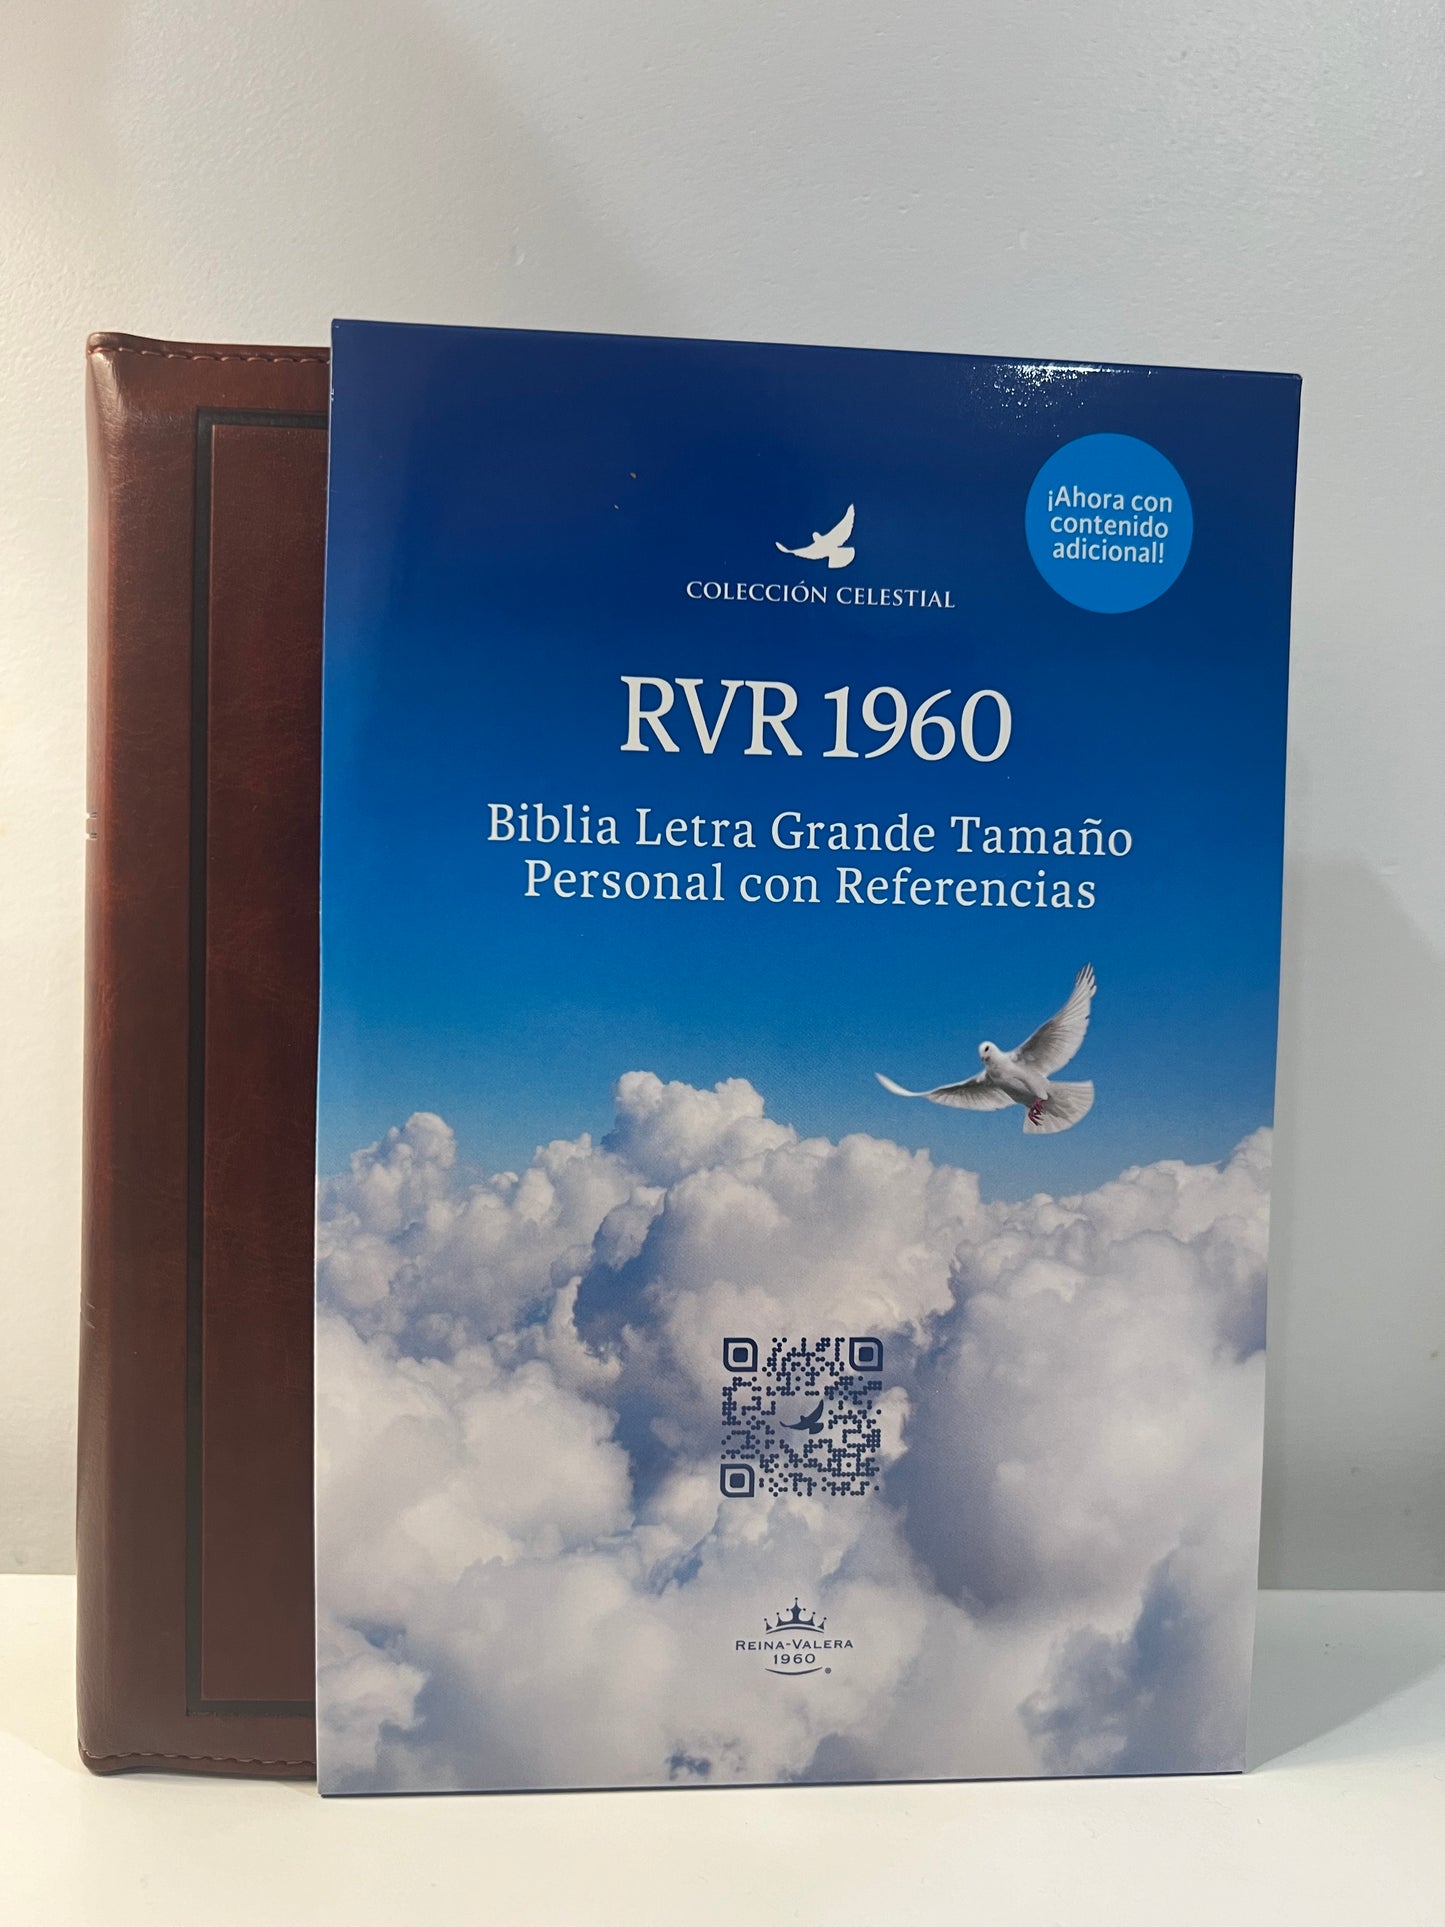 ¡Ahora con
contenido
adicional!
COLECCIÓN CELESTIAL
RVR 1960
Biblia Letra Grande Tamaño
Personal con Referencias
REINA-VALERA
1960
®